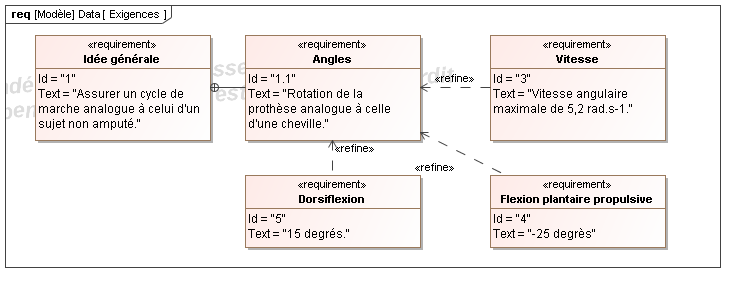 req [Modèle] Data [ Exigences ]
«requirement»
Idée générale
Id = "1"
Text = "Assurer un cycle de
marche analogue à celui d'un
sujet non amputé."
«requirement»
Angles
Id = "1.1"
Text = "Rotation de la
prothèse analogue à celle
d'une cheville."
«refine»
«requirement»
Vitesse
Id = "3"
Text = "Vitesse angulaire
maximale de 5,2 rad.s-1."
«refine»
«refine»
«requirement»
Dorsiflexion
Id = "5"
Text = "15 degrés."
«requirement»
Flexion plantaire propulsive
Id = "4"
Text = "-25 degrès"